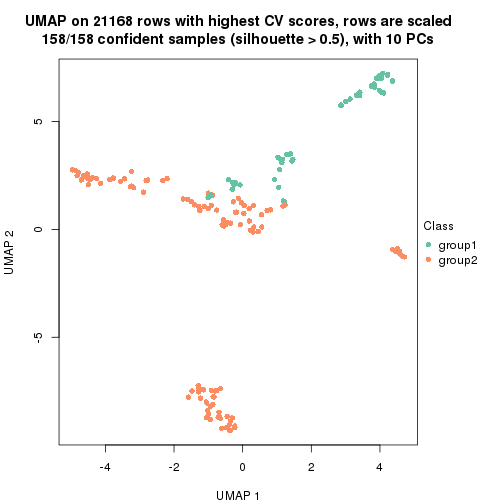 UMAP on 21168 rows with highest CV scores, rows are scaled
158/158 confident samples (silhouette > 0.5), with 10 PCs
5
0
-5
UMAP 2
-4
-2
0
2
4
UMAP 1
Class
group1
group2